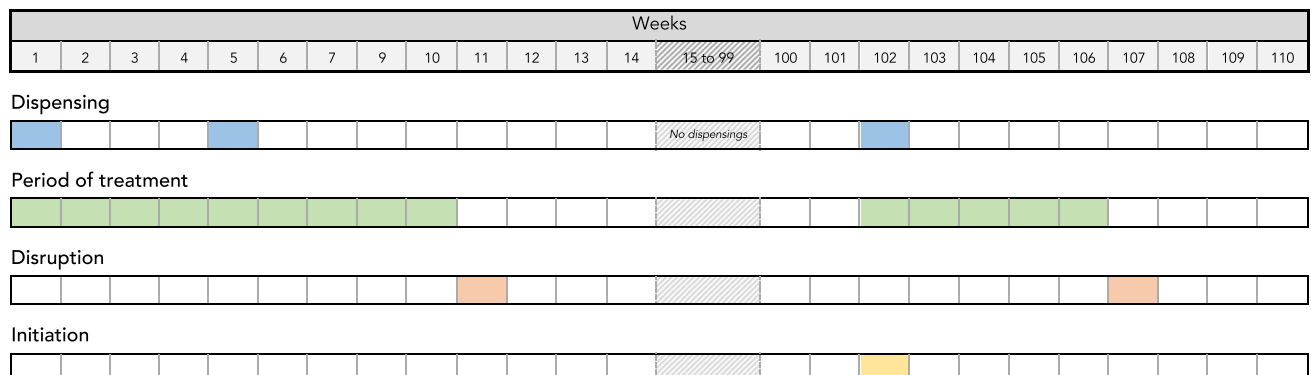 Weeks
1 2 3 4 5 6 7 9 10 11 12 13 14 15 to 99 100 101 102 103 104 105 106 107 108 109 110
Dispensing
No dispensings
Period of treatment
Disruption
Initiation